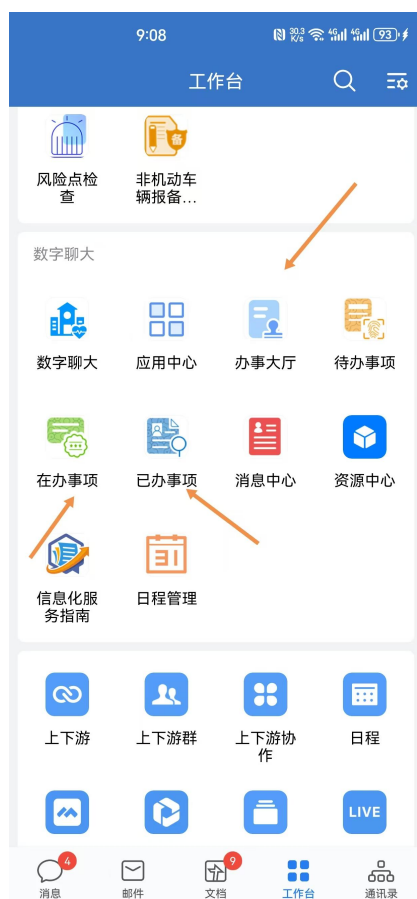 9:08
30.3 K/s 4G 4G 93
工作台
风险点检 非机动车
查 辆报备...
备
数字聊大
数字聊大 应用中心 办事大厅 待办事项
在办事项 已办事项 消息中心 资源中心
31
信息化服 日程管理
务指南
上下游 上下游群 上下游协 日程
作
LIVE
4 9
消息 邮件 文档 工作台 通讯录